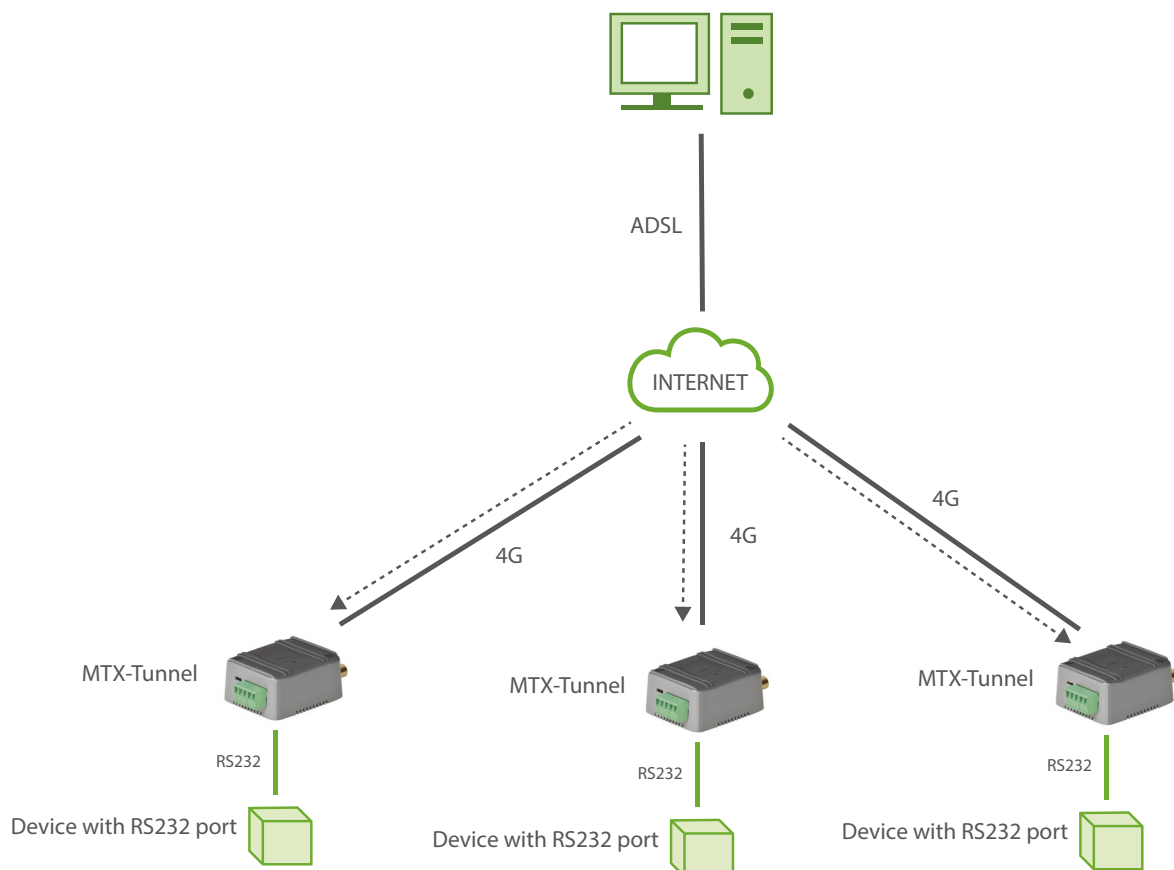 ADSL
INTERNET
4G
4G
4G
MTX-Tunnel
MTX-Tunnel
MTX-Tunnel
RS232
RS232
RS232
Device with RS232 port
Device with RS232 port
Device with RS232 port